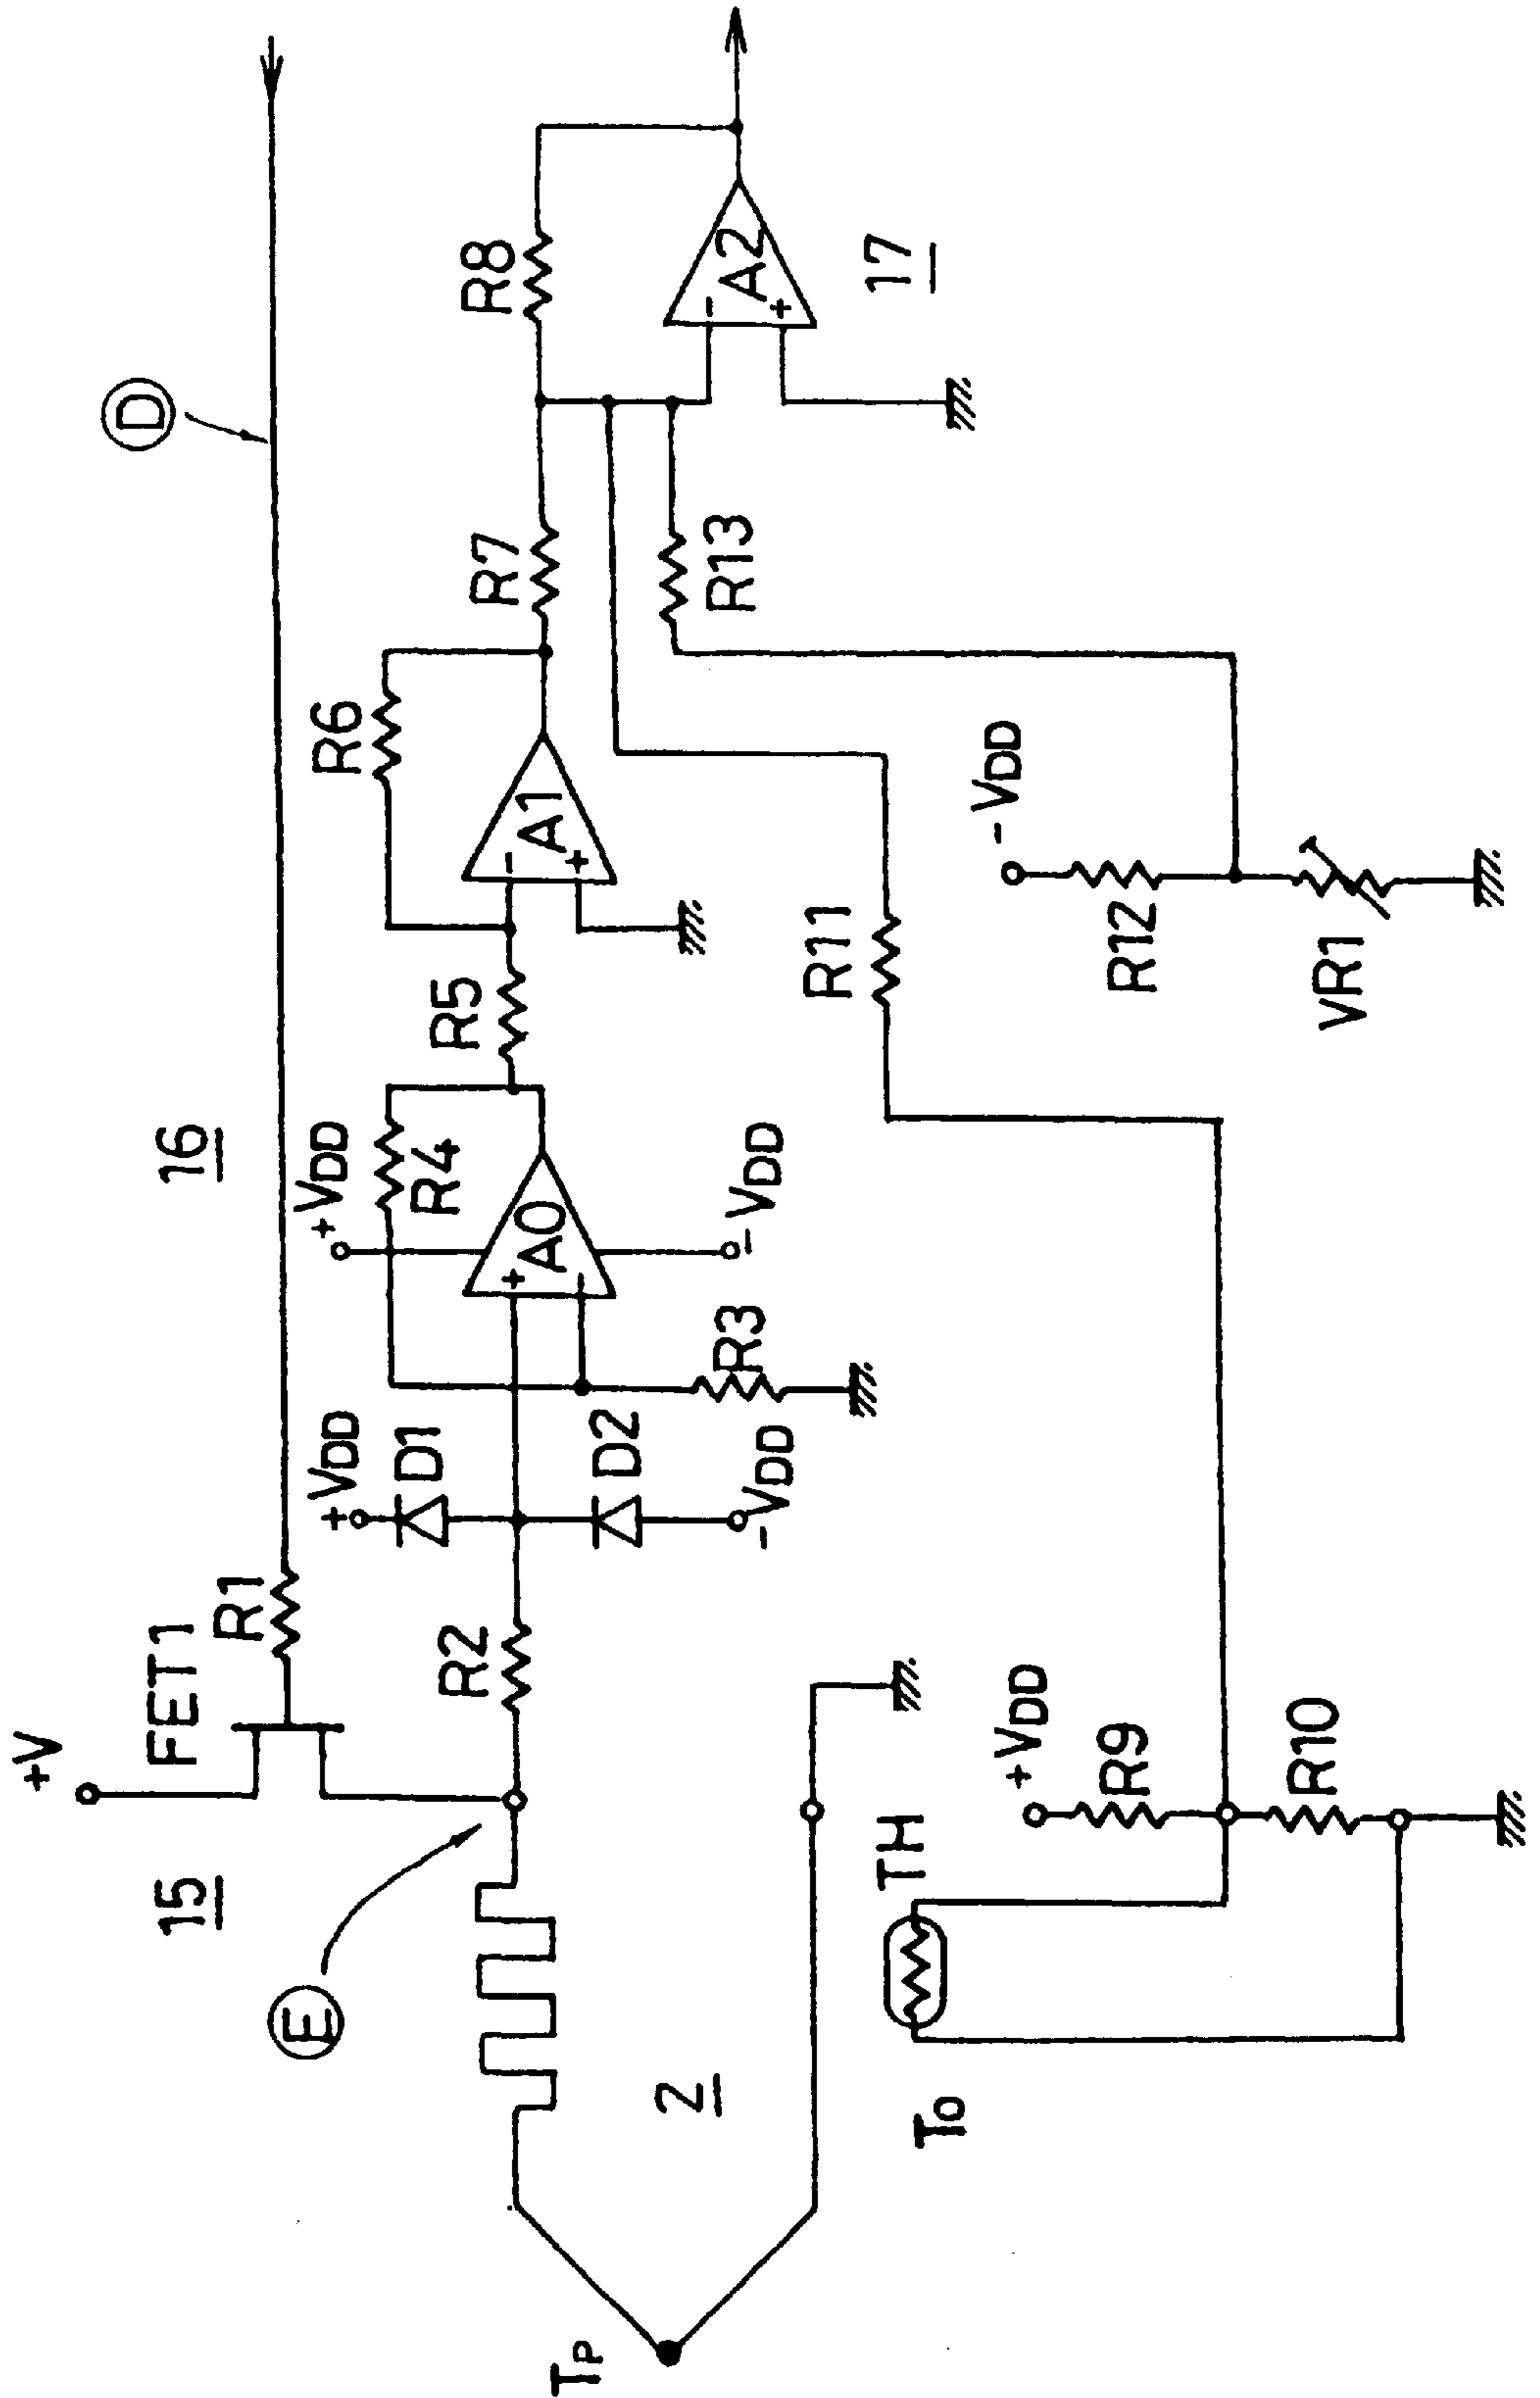 +V
FET1
R1
15
16
D
E
R2
+VDD
D1
D2
-VDD
+VDD
R4
+
A0
-
-VDD
R3
R5
R6
-
A1
+
R7
R8
-
A2
+
17
R13
R11
-VDD
R12
VR1
2
TP
TO
TH
+VDD
R9
R10